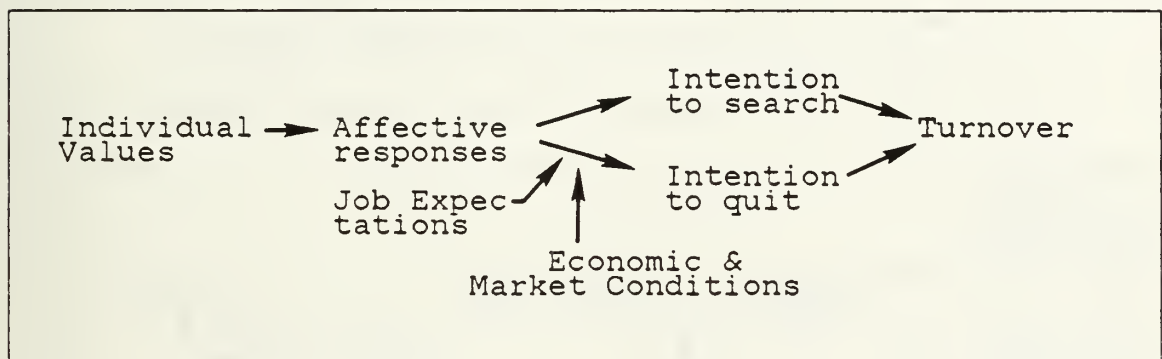 Individual
Values
Affective
responses
Job Expec
tations
Economic &
Market Conditions
Intention
to search
Intention
to quit
Turnover